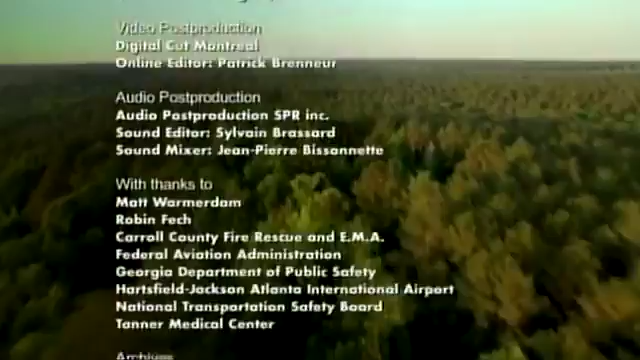 Video Postproduction
Digital Cut Montreal
Online Editor: Patrick Brenneur
Audio Postproduction
Audio Postproduction SPR inc.
Sound Editor: Sylvain Brassard
Sound Mixer: Jean-Pierre Bissonnette
With thanks to
Matt Warmerdam
Robin Fech
Carroll County Fire Rescue and E.M.A.
Federal Aviation Administration
Georgia Department of Public Safety
Hartsfield-Jackson Atlanta International Airport
National Transportation Safety Board
Tanner Medical Center
Archives